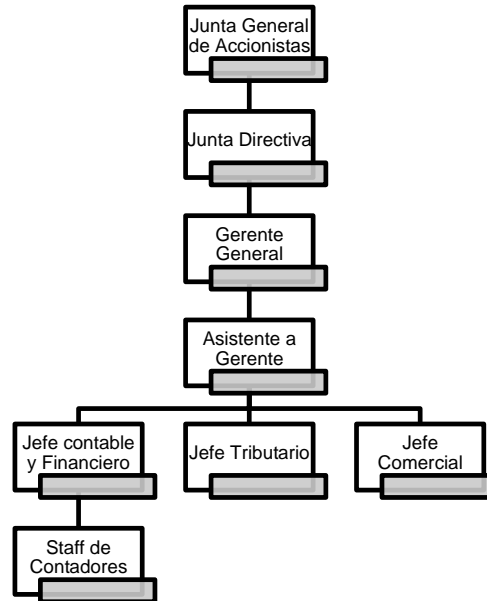 Junta General
de Accionistas
Junta Directiva
Gerente
General
Asistente a
Gerente
Jefe contable
y Financiero
Jefe Tributario
Jefe
Comercial
Staff de
Contadores